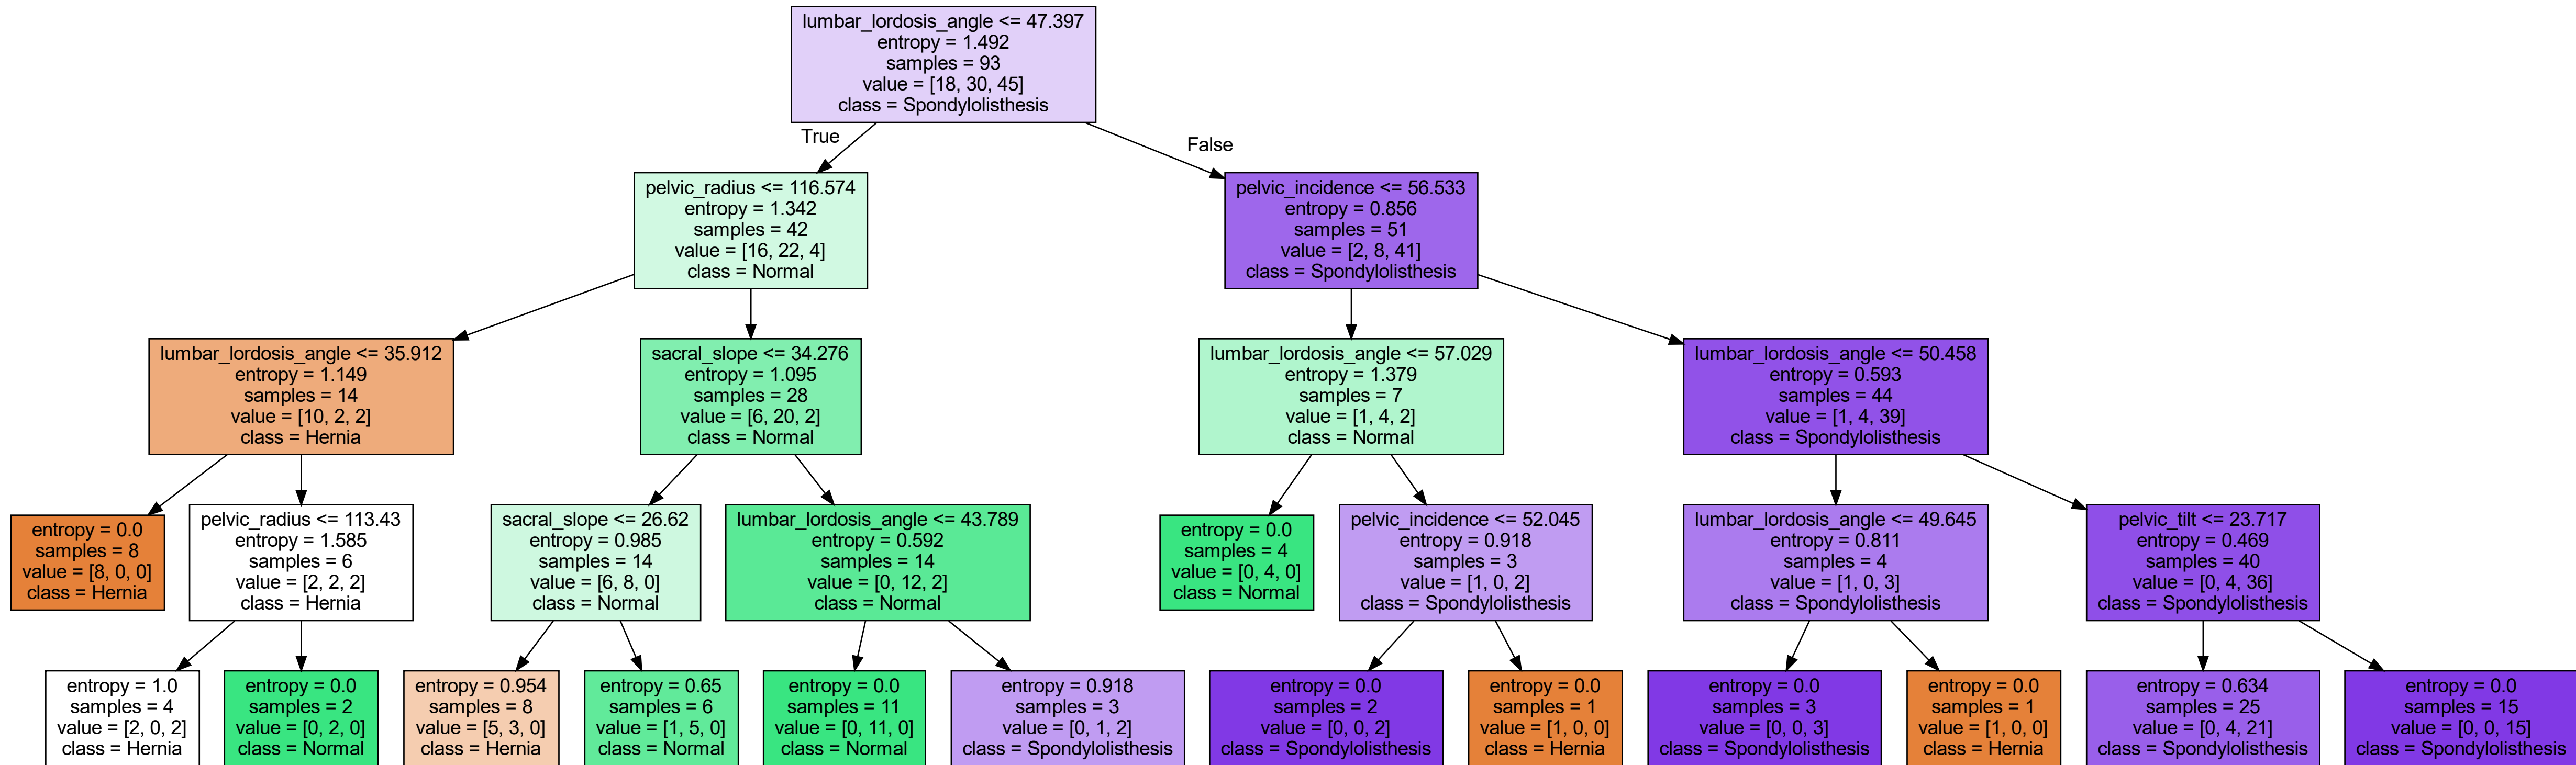 lumbar_lordosis_angle <= 47.397
entropy = 1.492
samples = 93
value = [18, 30, 45]
class = Spondylolisthesis
True
False
pelvic_radius <= 116.574
entropy = 1.342
samples = 42
value = [16, 22, 4]
class = Normal
pelvic_incidence <= 56.533
entropy = 0.856
samples = 51
value = [2, 8, 41]
class = Spondylolisthesis
lumbar_lordosis_angle <= 35.912
entropy = 1.149
samples = 14
value = [10, 2, 2]
class = Hernia
sacral_slope <= 34.276
entropy = 1.095
samples = 28
value = [6, 20, 2]
class = Normal
lumbar_lordosis_angle <= 57.029
entropy = 1.379
samples = 7
value = [1, 4, 2]
class = Normal
lumbar_lordosis_angle <= 50.458
entropy = 0.593
samples = 44
value = [1, 4, 39]
class = Spondylolisthesis
entropy = 0.0
samples = 8
value = [8, 0, 0]
class = Hernia
pelvic_radius <= 113.43
entropy = 1.585
samples = 6
value = [2, 2, 2]
class = Hernia
sacral_slope <= 26.62
entropy = 0.985
samples = 14
value = [6, 8, 0]
class = Normal
lumbar_lordosis_angle <= 43.789
entropy = 0.592
samples = 14
value = [0, 12, 2]
class = Normal
entropy = 0.0
samples = 4
value = [0, 4, 0]
class = Normal
pelvic_incidence <= 52.045
entropy = 0.918
samples = 3
value = [1, 0, 2]
class = Spondylolisthesis
lumbar_lordosis_angle <= 49.645
entropy = 0.811
samples = 4
value = [1, 0, 3]
class = Spondylolisthesis
pelvic_tilt <= 23.717
entropy = 0.469
samples = 40
value = [0, 4, 36]
class = Spondylolisthesis
entropy = 1.0
samples = 4
value = [2, 0, 2]
class = Hernia
entropy = 0.0
samples = 2
value = [0, 2, 0]
class = Normal
entropy = 0.954
samples = 8
value = [5, 3, 0]
class = Hernia
entropy = 0.65
samples = 6
value = [1, 5, 0]
class = Normal
entropy = 0.0
samples = 11
value = [0, 11, 0]
class = Normal
entropy = 0.918
samples = 3
value = [0, 1, 2]
class = Spondylolisthesis
entropy = 0.0
samples = 2
value = [0, 0, 2]
class = Spondylolisthesis
entropy = 0.0
samples = 1
value = [1, 0, 0]
class = Hernia
entropy = 0.0
samples = 3
value = [0, 0, 3]
class = Spondylolisthesis
entropy = 0.0
samples = 1
value = [1, 0, 0]
class = Hernia
entropy = 0.634
samples = 25
value = [0, 4, 21]
class = Spondylolisthesis
entropy = 0.0
samples = 15
value = [0, 0, 15]
class = Spondylolisthesis